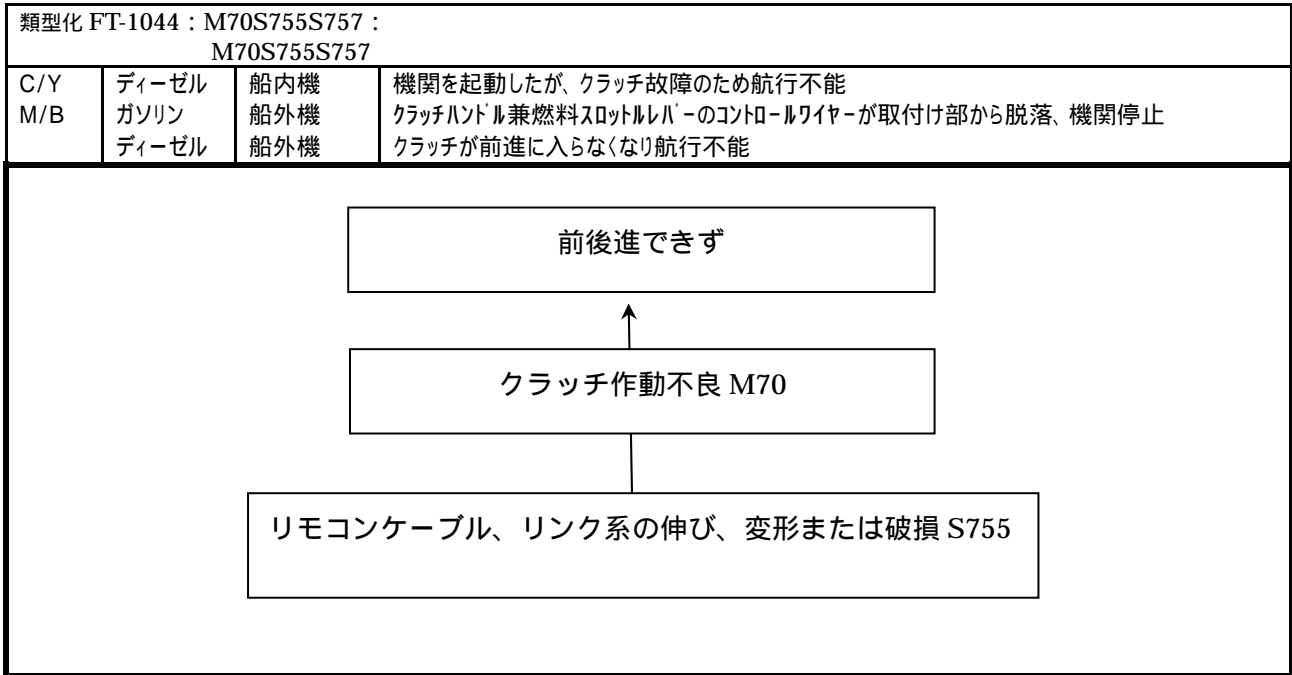 類型化 FT-1044：M70S755S757：
M70S755S757
C/Y ディーゼル 船内機 機関を起動したが、クラッチ故障のため航行不能
M/B ガソリン 船外機 クラッチハンドル兼燃料スロットルレバーのコントロールワイヤーが取付け部から脱落、機関停止
ディーゼル 船外機 クラッチが前進に入らなくなり航行不能
前後進できず
クラッチ作動不良 M70
リモコンケーブル、リンク系の伸び、変形または破損 S755